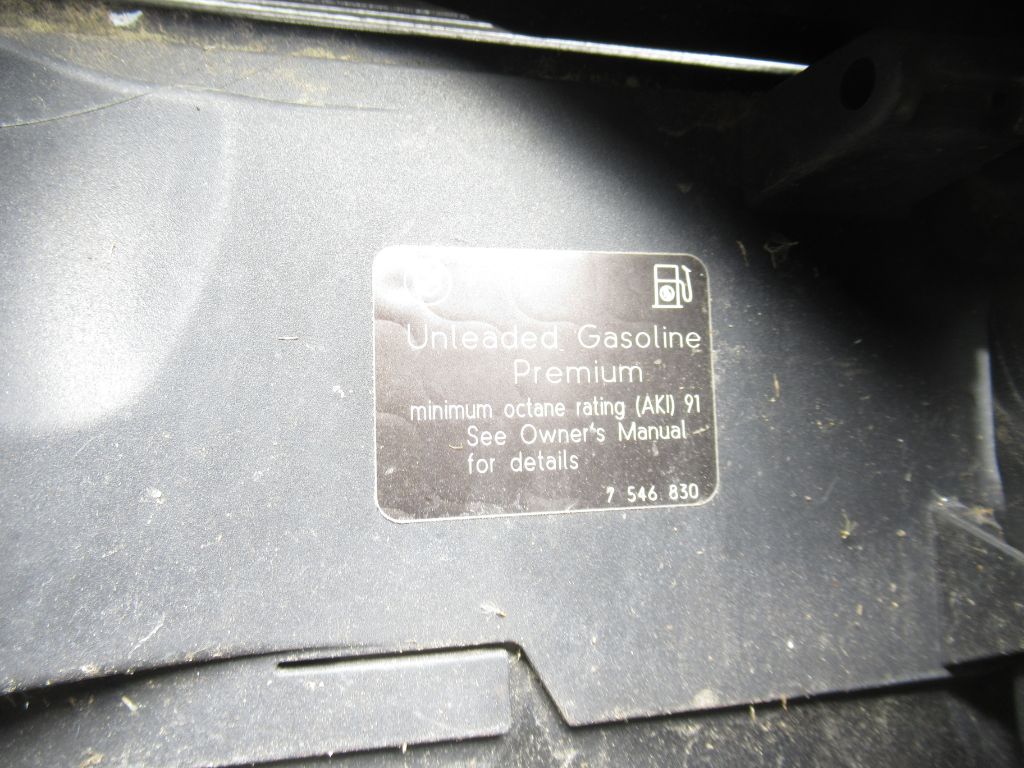 Unleaded Gasoline
Premium
minimum octane rating (AKI) 91
See Owner's Manual
for details
7 546 830